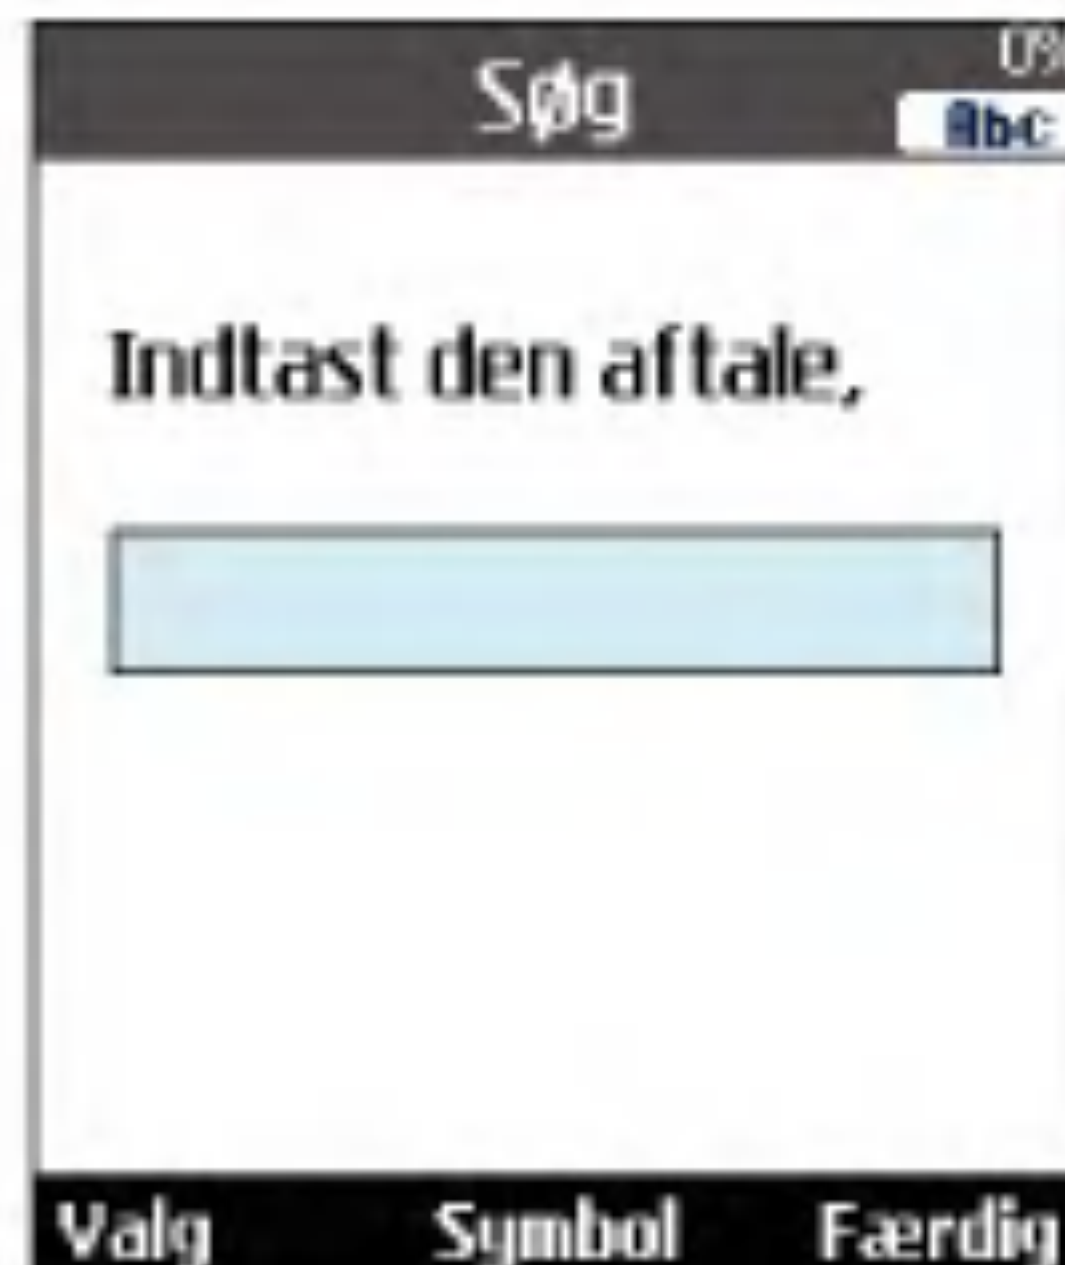 Søg
Abc
Indtast den aftale,
Valg
Symbol
Færdig